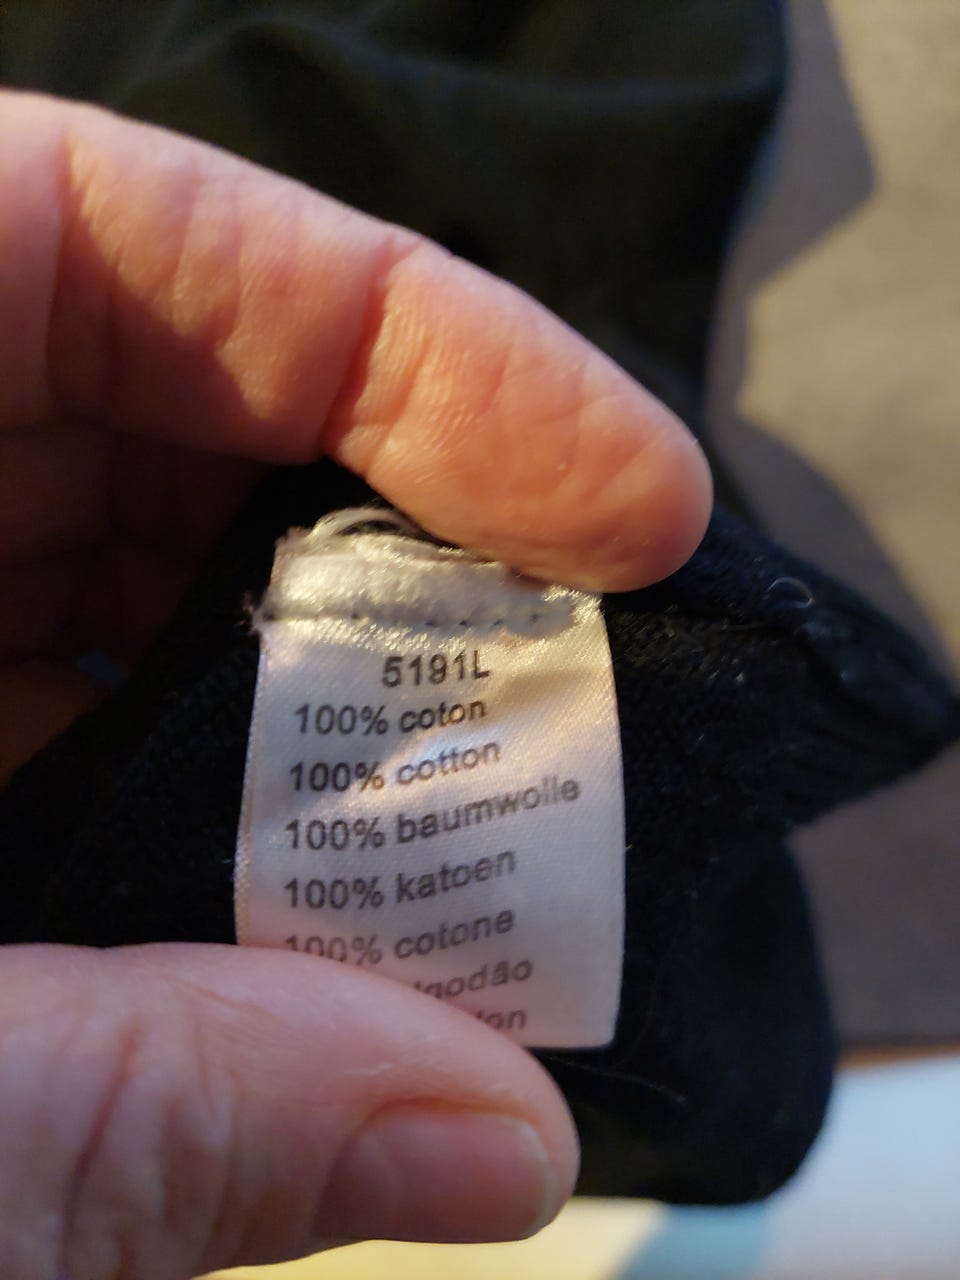 5191L
100% coton
100% cotton
100% baumwolle
100% katoen
100% cotone